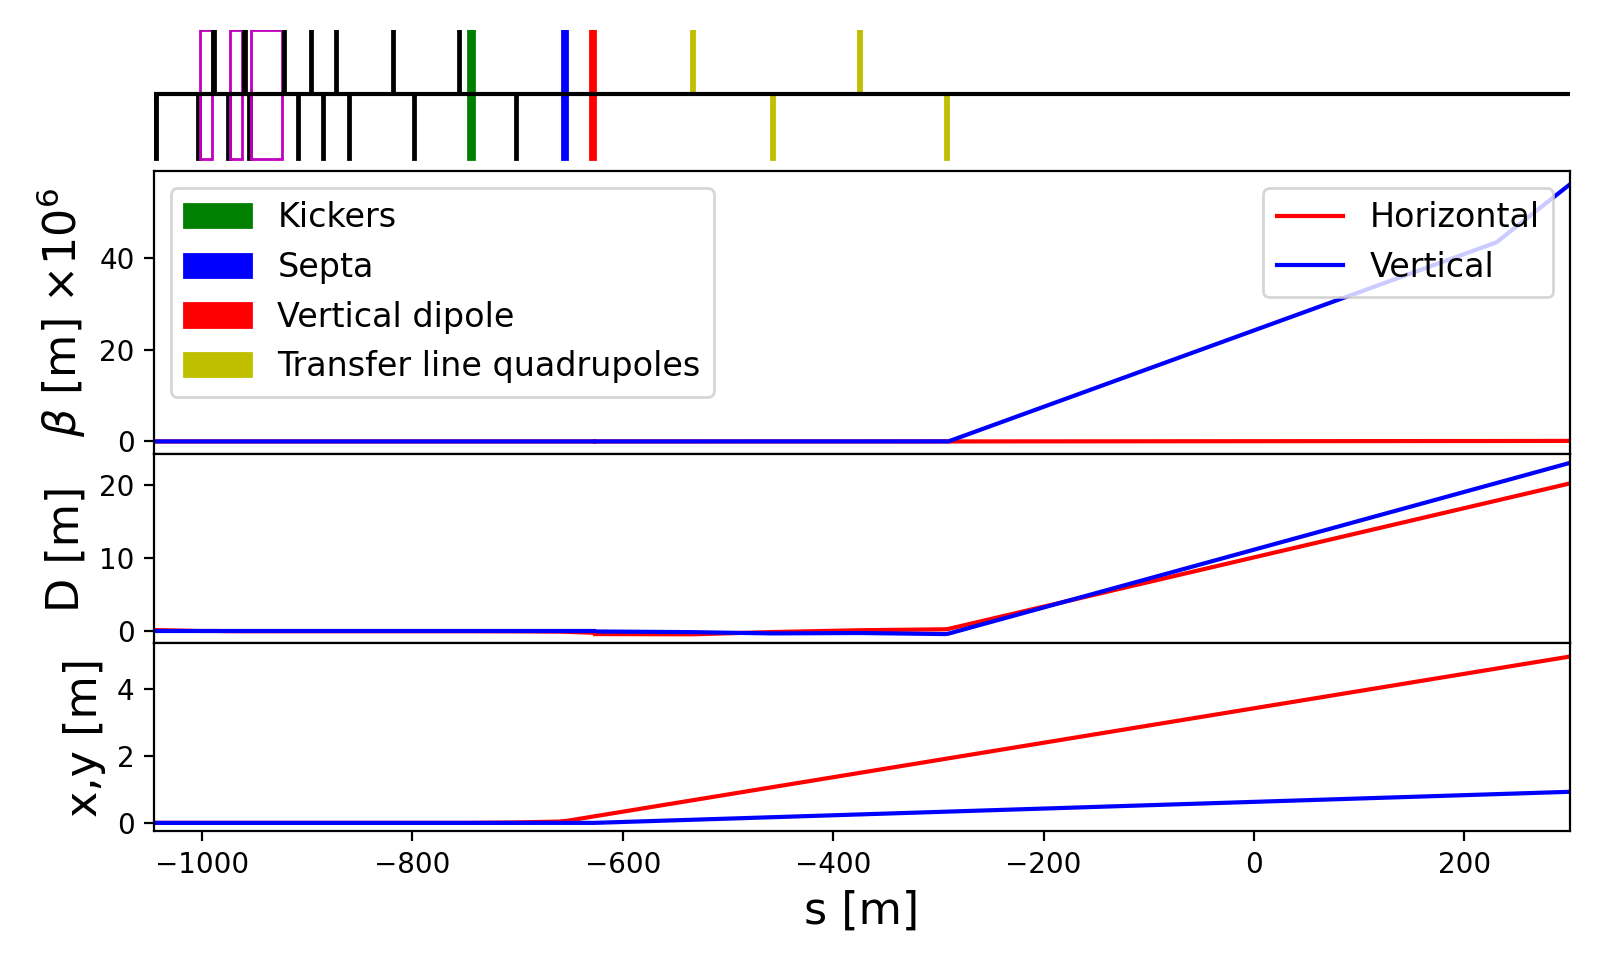 β [m] ×10⁶
40
20
0
Kickers
Septa
Vertical dipole
Transfer line quadrupoles
Horizontal
Vertical
D [m]
20
10
0
x,y [m]
4
2
0
−1000 −800 −600 −400 −200 0 200
s [m]